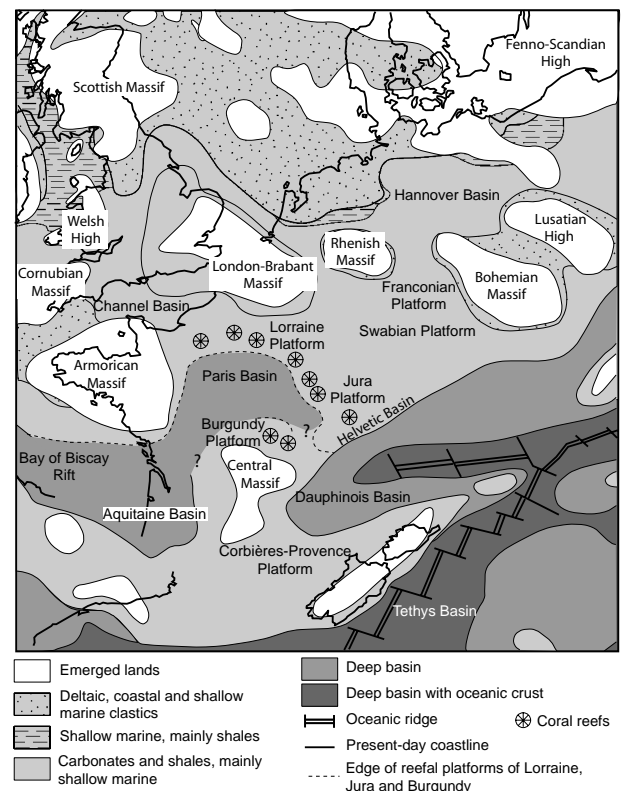 Fenno-Scandian
High
Scottish Massif
Hannover Basin
Welsh
High
Lusatian
High
Rhenish
Massif
London-Brabant
Massif
Cornubian
Massif
Bohemian
Massif
Franconian
Platform
Channel Basin
Lorraine
Platform
Swabian Platform
Armorican
Massif
Paris Basin
Jura
Platform
Burgundy
Platform
?
Helvetic Basin
Bay of Biscay
Rift
?
Central
Massif
Dauphinois Basin
Aquitaine Basin
Corbières-Provence
Platform
Tethys Basin
Emerged lands
Deltaic, coastal and shallow
marine clastics
Shallow marine, mainly shales
Carbonates and shales, mainly
shallow marine
Deep basin
Deep basin with oceanic crust
Oceanic ridge
Coral reefs
Present-day coastline
Edge of reefal platforms of Lorraine,
Jura and Burgundy